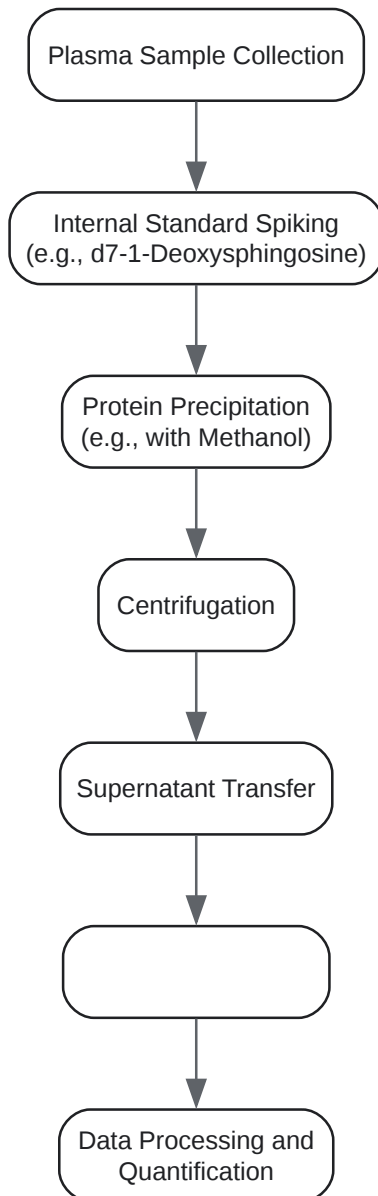 Plasma Sample Collection
Internal Standard Spiking
(e.g., d7-1-Deoxysphingosine)
Protein Precipitation
(e.g., with Methanol)
Centrifugation
Supernatant Transfer
Data Processing and
Quantification